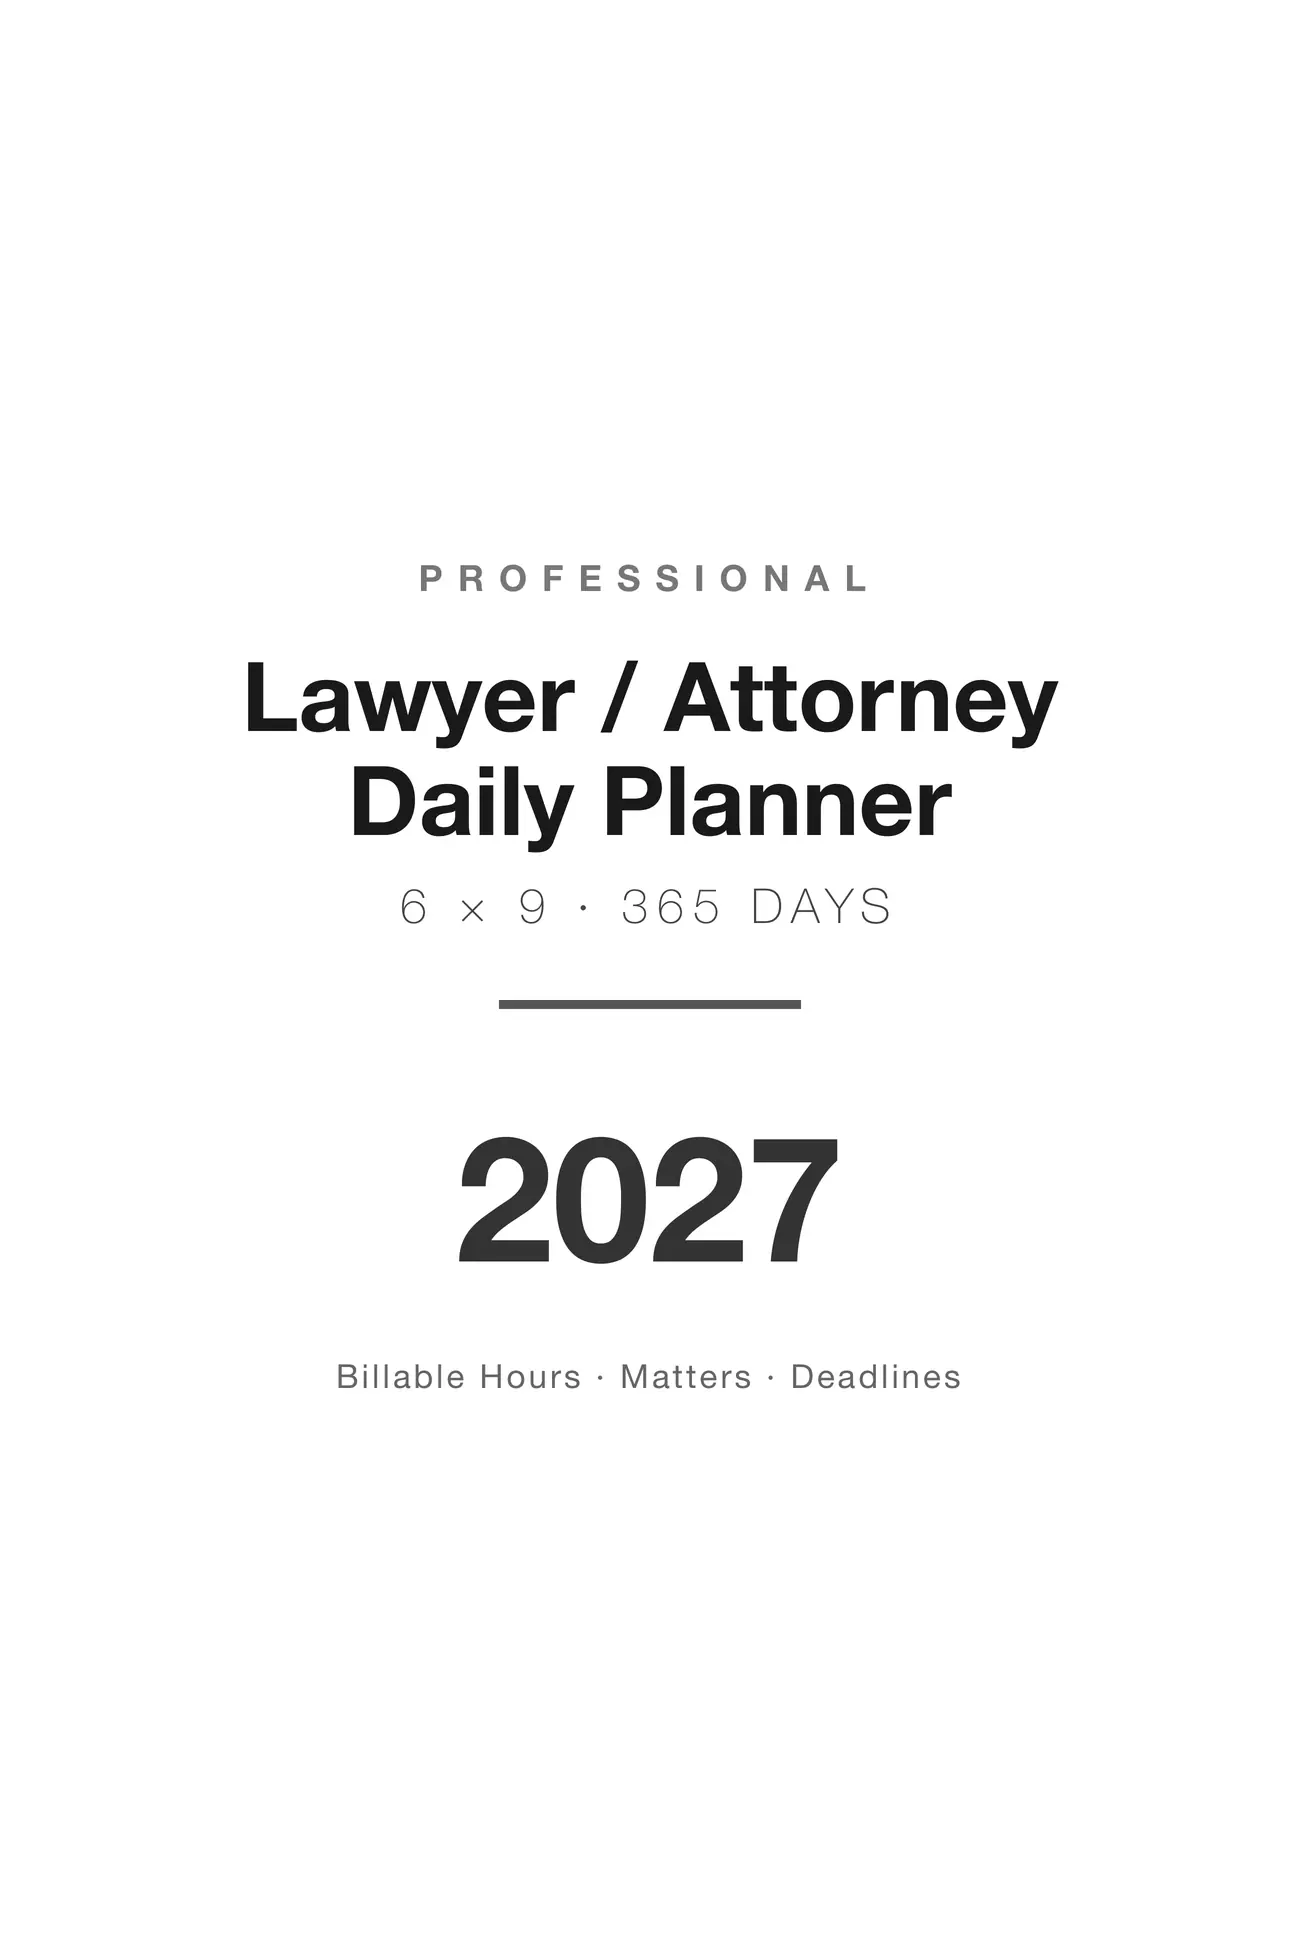 PROFESSIONAL
Lawyer / Attorney
Daily Planner
6 × 9 · 365 DAYS
2027
Billable Hours · Matters · Deadlines